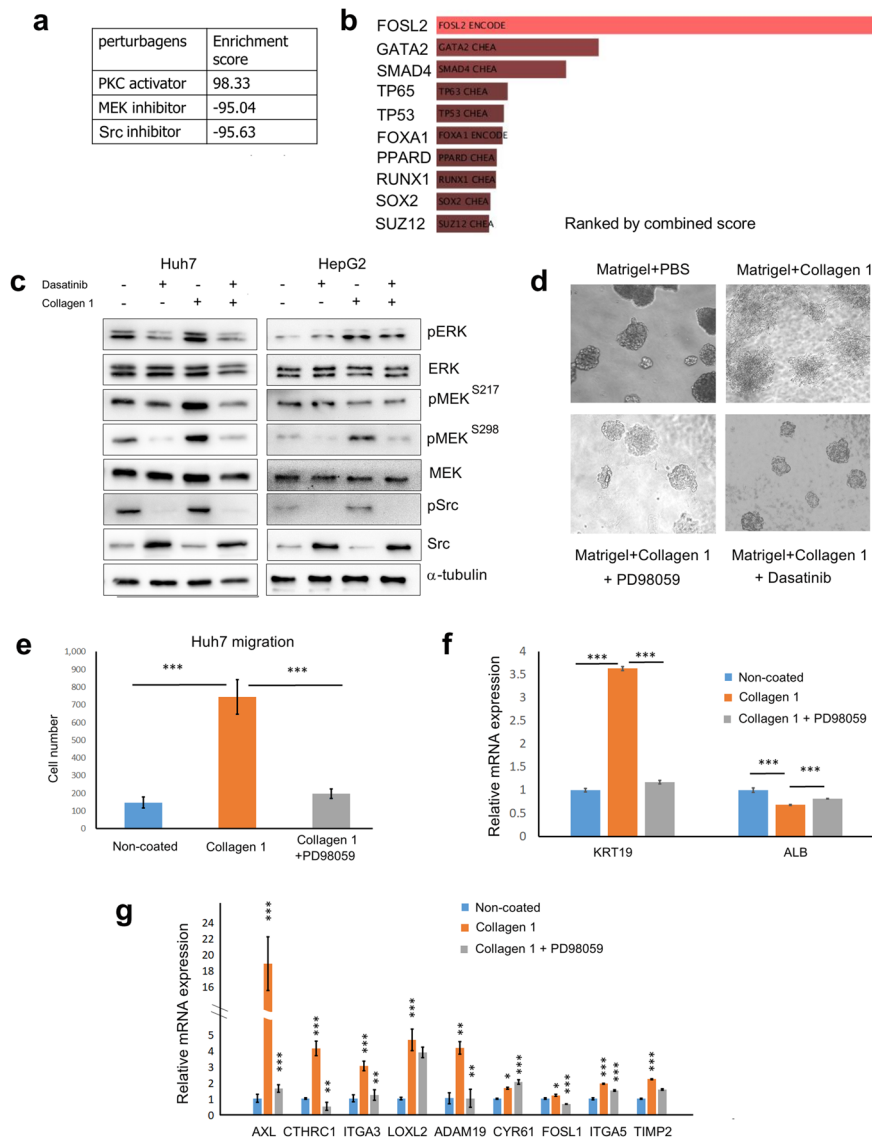 a
perturbagens Enrichment score
PKC activator 98.33
MEK inhibitor -95.04
Src inhibitor -95.63
b
FOSL2 FOSL2 ENCODE
GATA2 GATA2 CHEA
SMAD4 SMAD4 CHEA
TP65 TP63 CHEA
TP53 TP53 CHEA
FOXA1 FOXA1 ENCODE
PPARD PPARD CHEA
RUNX1 RUNX1 CHEA
SOX2 SOX2 CHEA
SUZ12 SUZ12 CHEA
Ranked by combined score
c
Huh7 HepG2
Dasatinib - + - + - + - +
Collagen 1 - - + + - - + +
pERK
ERK
pMEK S217
pMEK S298
MEK
pSrc
Src
α-tubulin
d
Matrigel+PBS Matrigel+Collagen 1
Matrigel+Collagen 1 + PD98059
Matrigel+Collagen 1 + Dasatinib
e
Huh7 migration
Cell number
1,000
900
800
700
600
500
400
300
200
100
0
*** ***
Non-coated Collagen 1 Collagen 1 +PD98059
f
Relative mRNA expression
4
3.5
3
2.5
2
1.5
1
0.5
0
*** ***
*** ***
Non-coated
Collagen 1
Collagen 1 + PD98059
KRT19 ALB
g
Relative mRNA expression
24
22
20
18
16
5
4
3
2
1
0
Non-coated
Collagen 1
Collagen 1 + PD98059
*** *** *** ** *** ** *** ** ** * *** * *** *** ** ***
AXL CTHRC1 ITGA3 LOXL2 ADAM19 CYR61 FOSL1 ITGA5 TIMP2